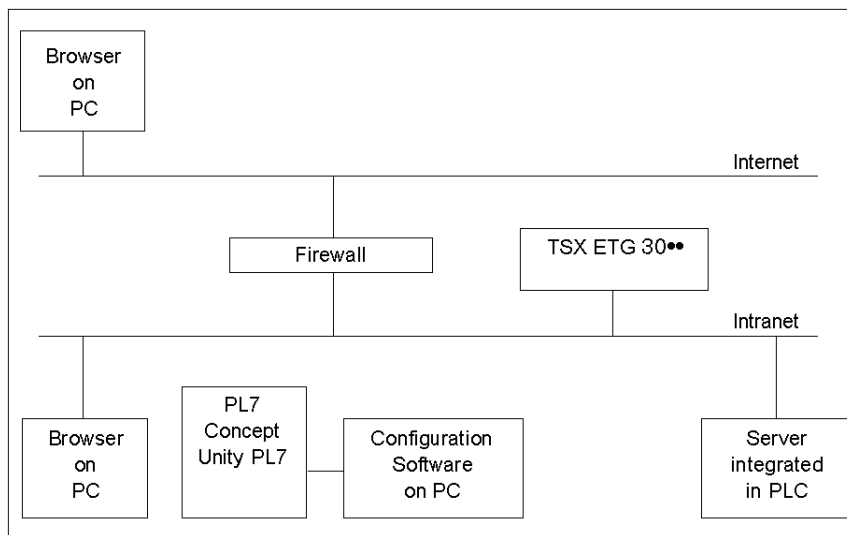 Browser
on
PC
Internet
Firewall
TSX ETG 30••
Intranet
Browser
on
PC
PL7
Concept
Unity PL7
Configuration
Software
on PC
Server
integrated
in PLC